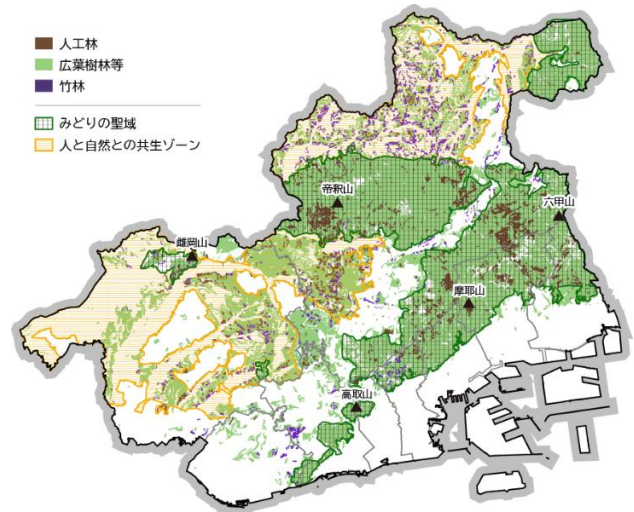 人工林
広葉樹林等
竹林
みどりの聖域
人と自然との共生ゾーン
帝釈山
六甲山
雌岡山
摩耶山
高取山